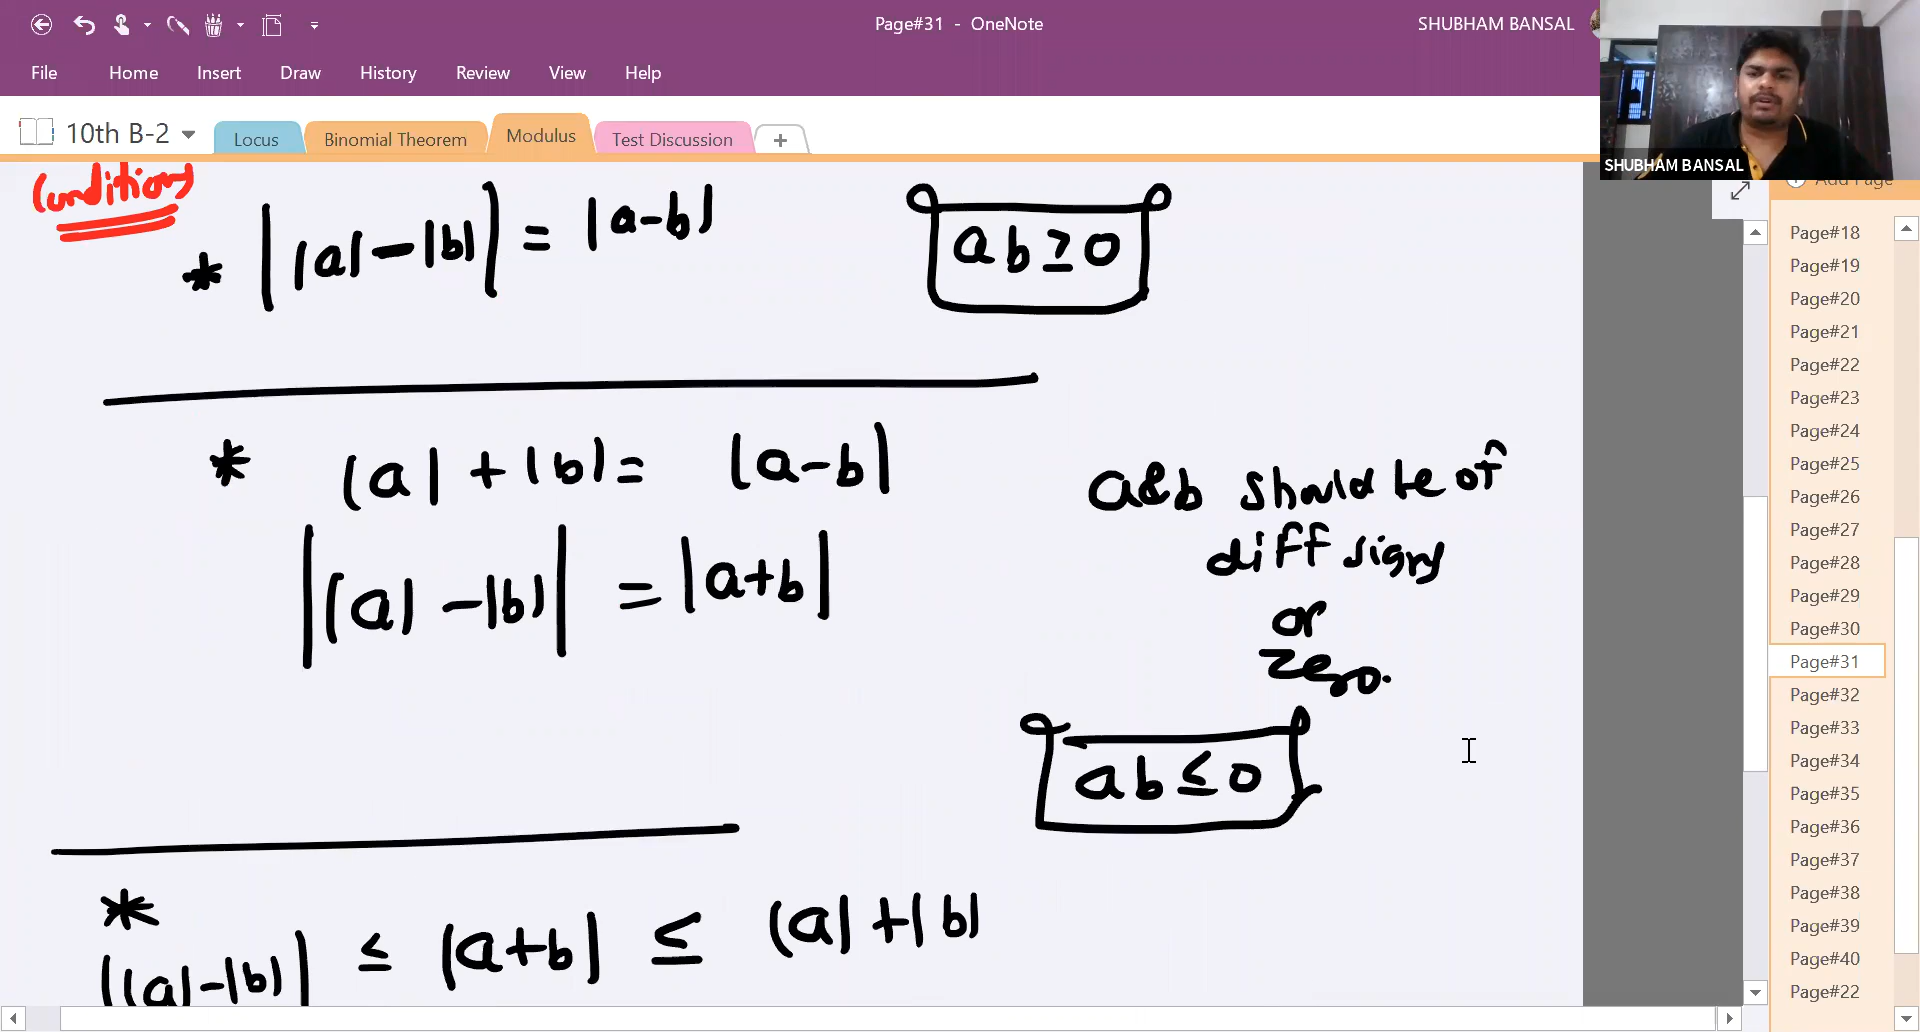 Page#31 - OneNote
SHUBHAM BANSAL
File Home Insert Draw History Review View Help
SHUBHAM BANSAL
10th B-2
Locus
Binomial Theorem
Modulus
Test Discussion
+
Add Page
Conditions
* ||a|-|b|| = |a-b|
ab≥0
* |a|+|b|= |a-b|
||a|-|b|| = |a+b|
a&b should be of
diff signs
or
zero.
ab≤0
*
||a|-|b|| ≤ |a+b| ≤ |a|+|b|
Page#18
Page#19
Page#20
Page#21
Page#22
Page#23
Page#24
Page#25
Page#26
Page#27
Page#28
Page#29
Page#30
Page#31
Page#32
Page#33
Page#34
Page#35
Page#36
Page#37
Page#38
Page#39
Page#40
Page#22